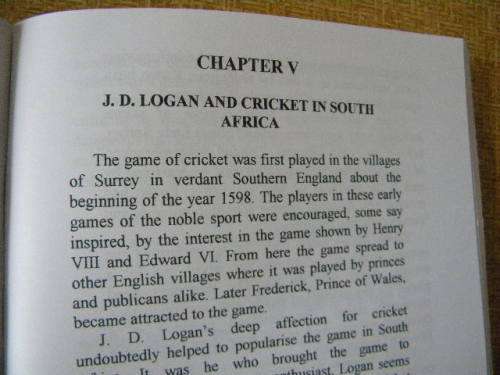 CHAPTER V
J. D. LOGAN AND CRICKET IN SOUTH
AFRICA
The game of cricket was first played in the villages
of Surrey in verdant Southern England about the
beginning of the year 1598. The players in these early
games of the noble sport were encouraged, some say
inspired, by the interest in the game shown by Henry
VIII and Edward VI. From here the game spread to
other English villages where it was played by princes
and publicans alike. Later Frederick, Prince of Wales,
became attracted to the game.
J. D. Logan's deep affection for cricket
undoubtedly helped to popularise the game in South
It was he who brought the game to
enthusiast, Logan seems